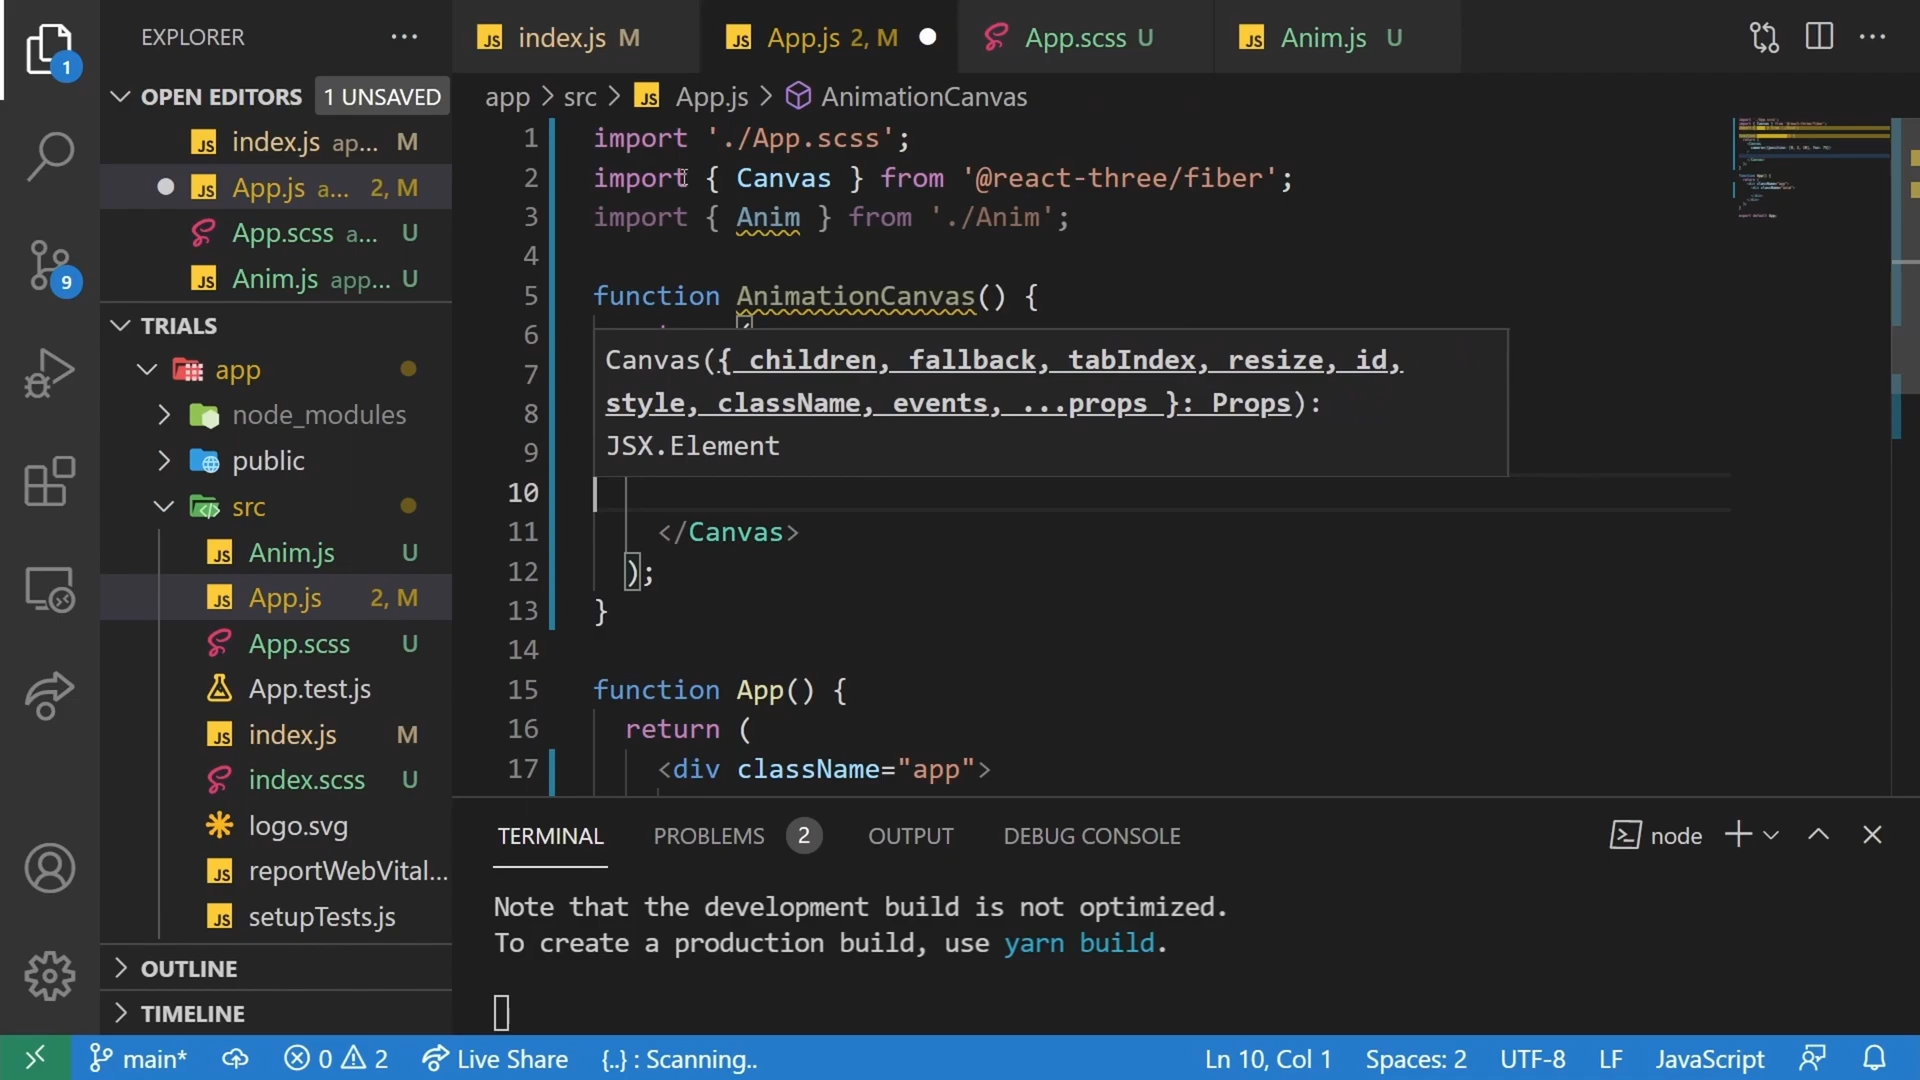 EXPLORER
index.js M
App.js 2, M
App.scss U
Anim.js U
OPEN EDITORS 1 UNSAVED
index.js ap... M
App.js a... 2, M
App.scss a... U
Anim.js app... U
TRIALS
app
node_modules
public
src
Anim.js U
App.js 2, M
App.scss U
App.test.js
index.js M
index.scss U
logo.svg
reportWebVital...
setupTests.js
OUTLINE
TIMELINE
1
9
app > src > JS App.js > AnimationCanvas
1 import './App.scss';
2 import { Canvas } from '@react-three/fiber';
3 import { Anim } from './Anim';
4
5 function AnimationCanvas() {
6
7
8
9
Canvas({ children, fallback, tabIndex, resize, id,
style, className, events, ...props }: Props):
JSX.Element
10
11 </Canvas>
12 );
13 }
14
15 function App() {
16 return (
17 <div className="app">
TERMINAL PROBLEMS 2 OUTPUT DEBUG CONSOLE node
Note that the development build is not optimized.
To create a production build, use yarn build.
main* 0 2 Live Share {..} : Scanning.. Ln 10, Col 1 Spaces: 2 UTF-8 LF JavaScript